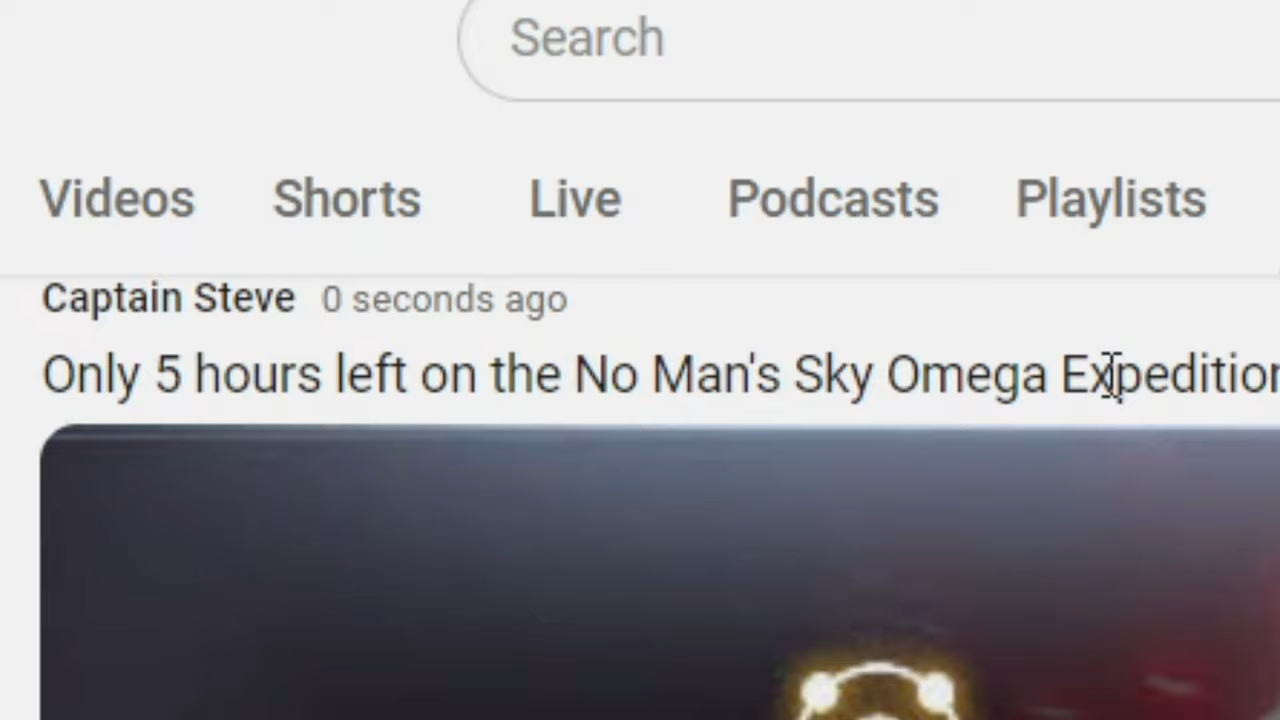 Search
Videos Shorts Live Podcasts Playlists
Captain Steve 0 seconds ago
Only 5 hours left on the No Man's Sky Omega Expedition